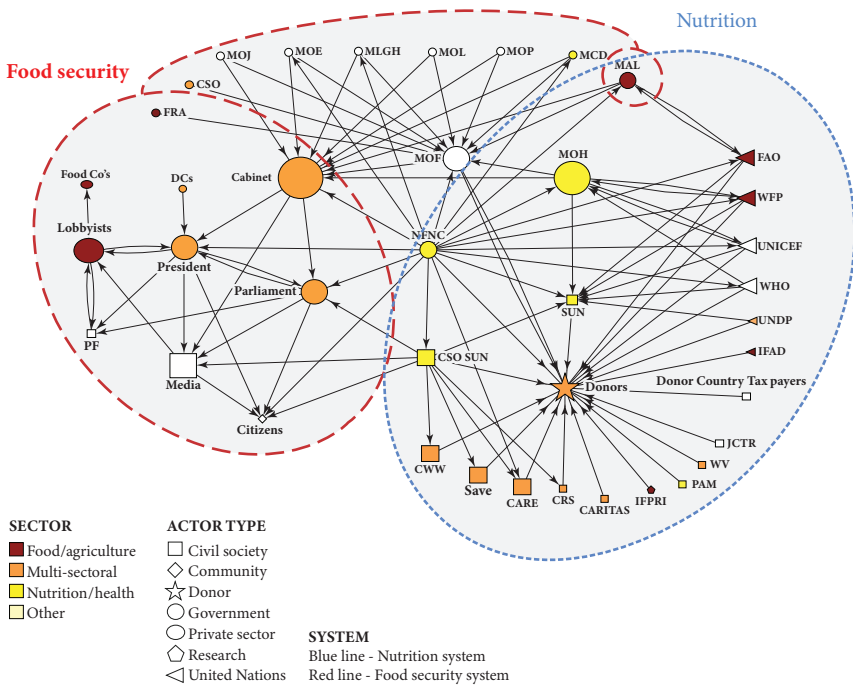 Nutrition
Food security
MOJ
MOE
MLGH
MOL
MOP
MCD
MAL
CSO
FRA
MOF
MOH
FAO
Food Co's
DCs
Cabinet
WFP
Lobbyists
NFNC
UNICEF
President
Parliament
WHO
SUN
UNDP
PF
Media
CSO SUN
IFAD
Donors
Donor Country Tax payers
Citizens
JCTR
CWW
Save
CARE
CRS
CARITAS
IFPRI
PAM
WV
SECTOR
Food/agriculture
Multi-sectoral
Nutrition/health
Other
ACTOR TYPE
Civil society
Community
Donor
Government
Private sector
Research
United Nations
SYSTEM
Blue line - Nutrition system
Red line - Food security system